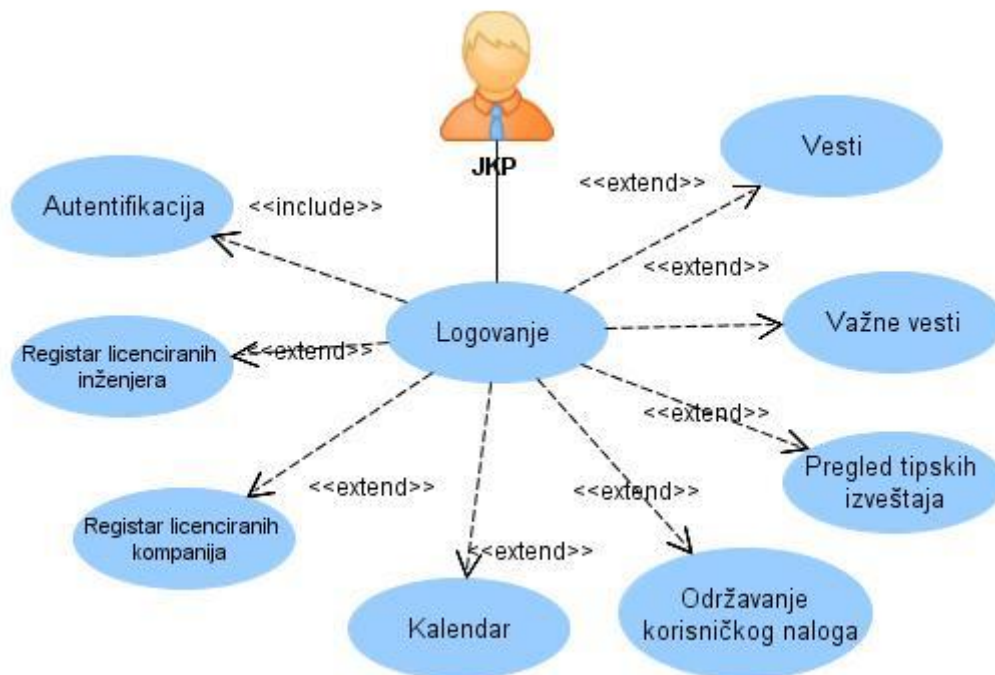 JKP
Vesti
<<extend>>
Autentifikacija
<<include>>
<<extend>>
Važne vesti
Logovanje
Registar licenciranih
inženjera
<<extend>>
<<extend>>
Pregled tipskih
izveštaja
<<extend>>
<<extend>>
Registar licenciranih
kompanija
<<extend>>
Kalendar
Održavanje
korisničkog naloga